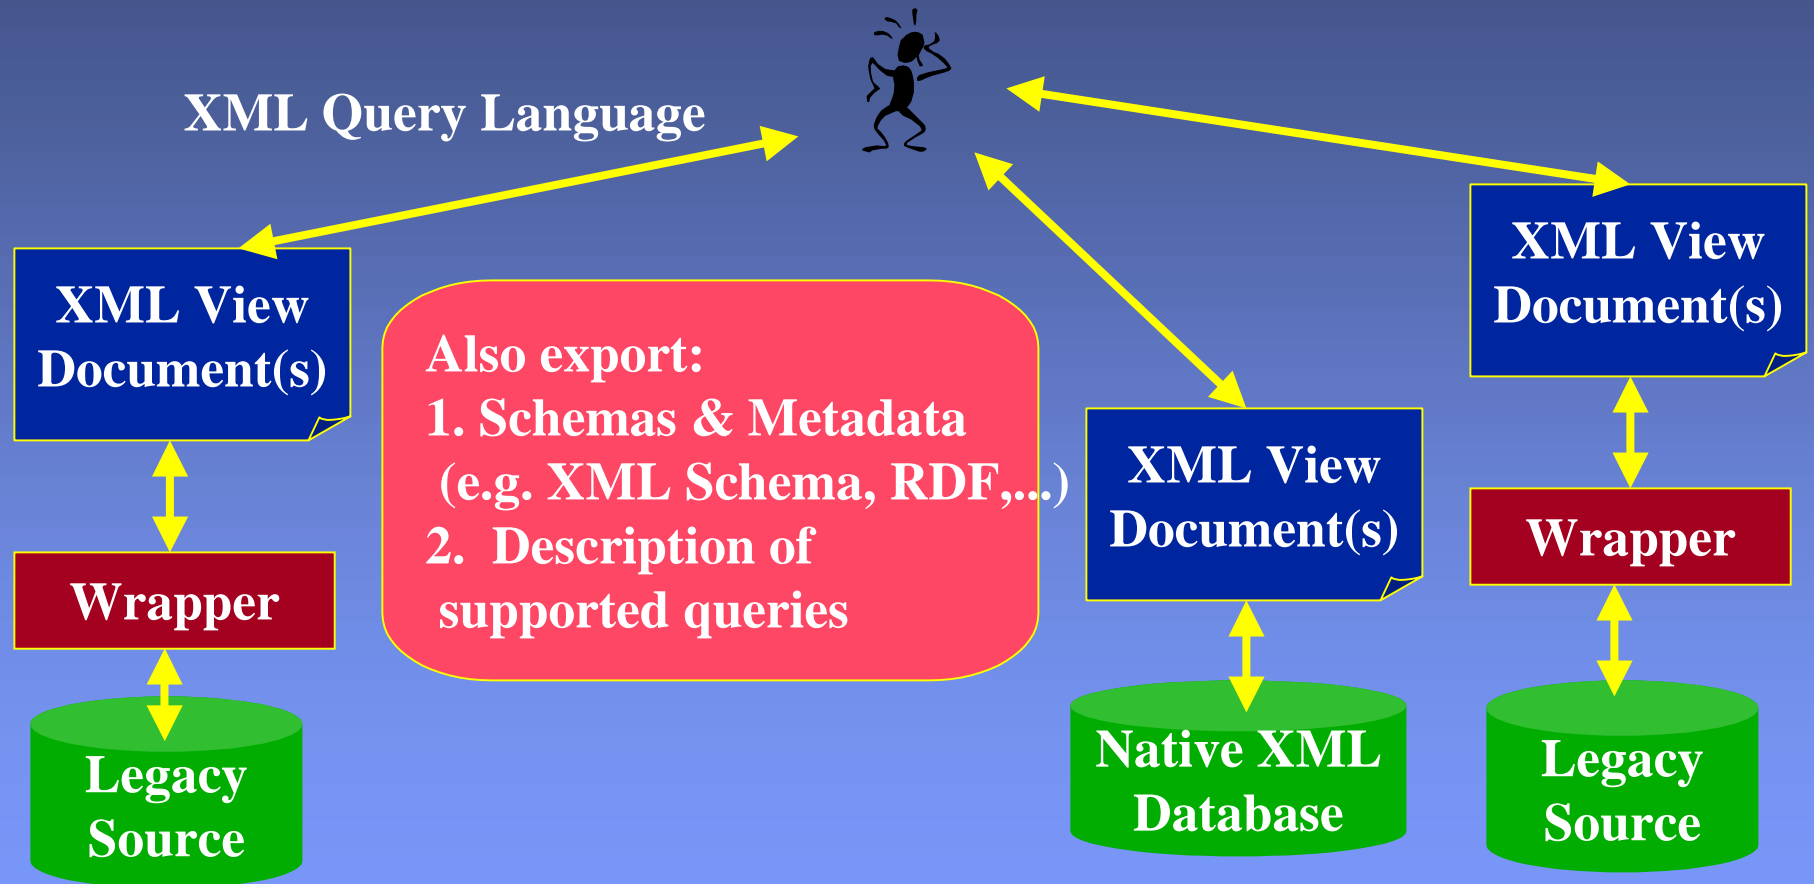 XML Query Language
XML View
Document(s)
Wrapper
Legacy
Source
Also export:
1. Schemas & Metadata
(e.g. XML Schema, RDF,...)
2. Description of
supported queries
XML View
Document(s)
Native XML
Database
XML View
Document(s)
Wrapper
Legacy
Source